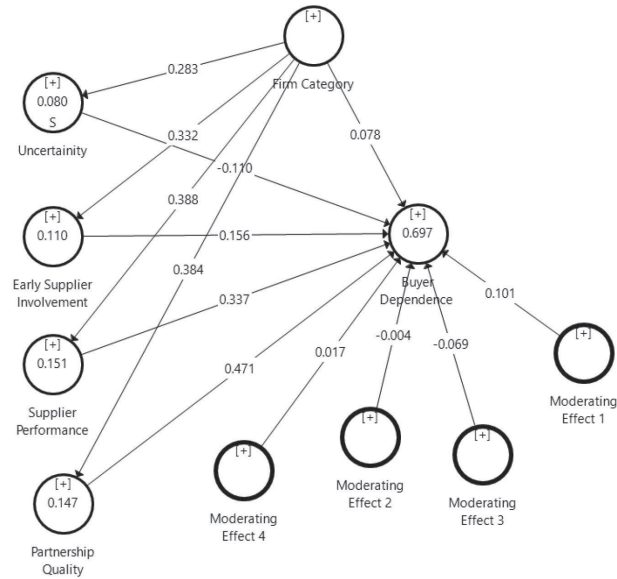 [+]
Firm Category
0.283
[+]
0.080
S
Uncertainity
0.332
0.078
-0.110
0.388
[+]
0.110
Early Supplier
Involvement
0.156
[+]
0.697
Buyer
Dependence
0.384
0.337
0.101
[+]
0.151
Supplier
Performance
0.017
-0.004
-0.069
[+]
Moderating
Effect 1
0.471
[+]
Moderating
Effect 2
[+]
Moderating
Effect 3
[+]
Moderating
Effect 4
[+]
0.147
Partnership
Quality